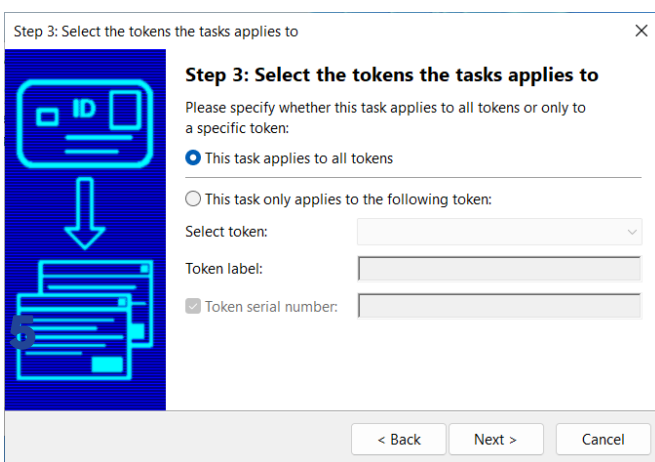 Step 3: Select the tokens the tasks applies to
ID
Step 3: Select the tokens the tasks applies to
Please specify whether this task applies to all tokens or only to
a specific token:
This task applies to all tokens
This task only applies to the following token:
Select token:
Token label:
Token serial number:
5
< Back Next > Cancel